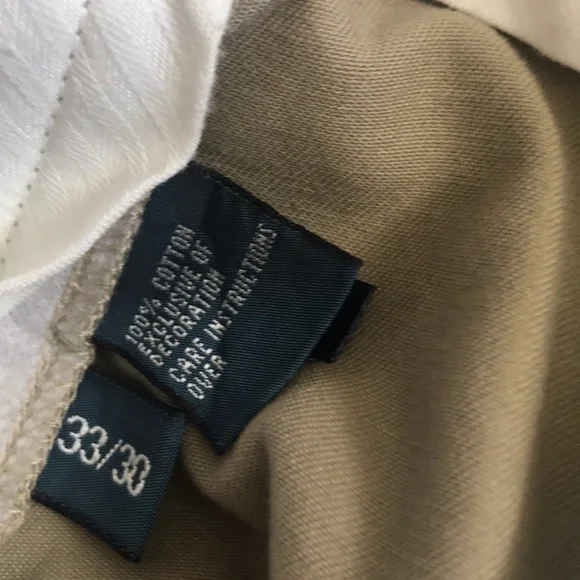 100% COTTON
EXCLUSIVE OF
DECORATION
CARE INSTRUCTIONS
OVER
33/30